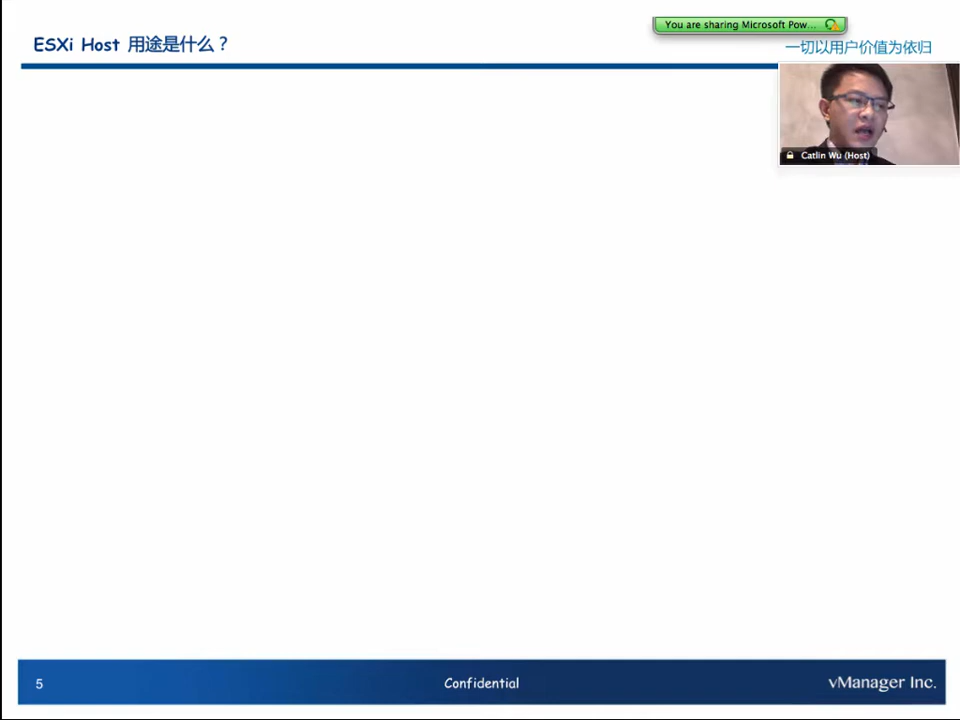 You are sharing Microsoft Pow...
ESXi Host 用途是什么？
一切以用户价值为依归
Catlin Wu (Host)
5
Confidential
vManager Inc.